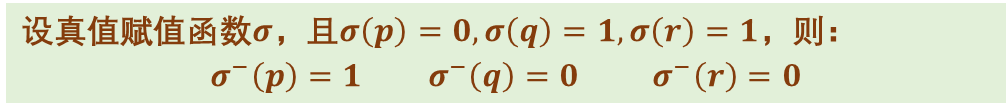 设真值赋值函数σ，且σ(p) = 0, σ(q) = 1, σ(r) = 1，则：
σ⁻(p) = 1 σ⁻(q) = 0 σ⁻(r) = 0